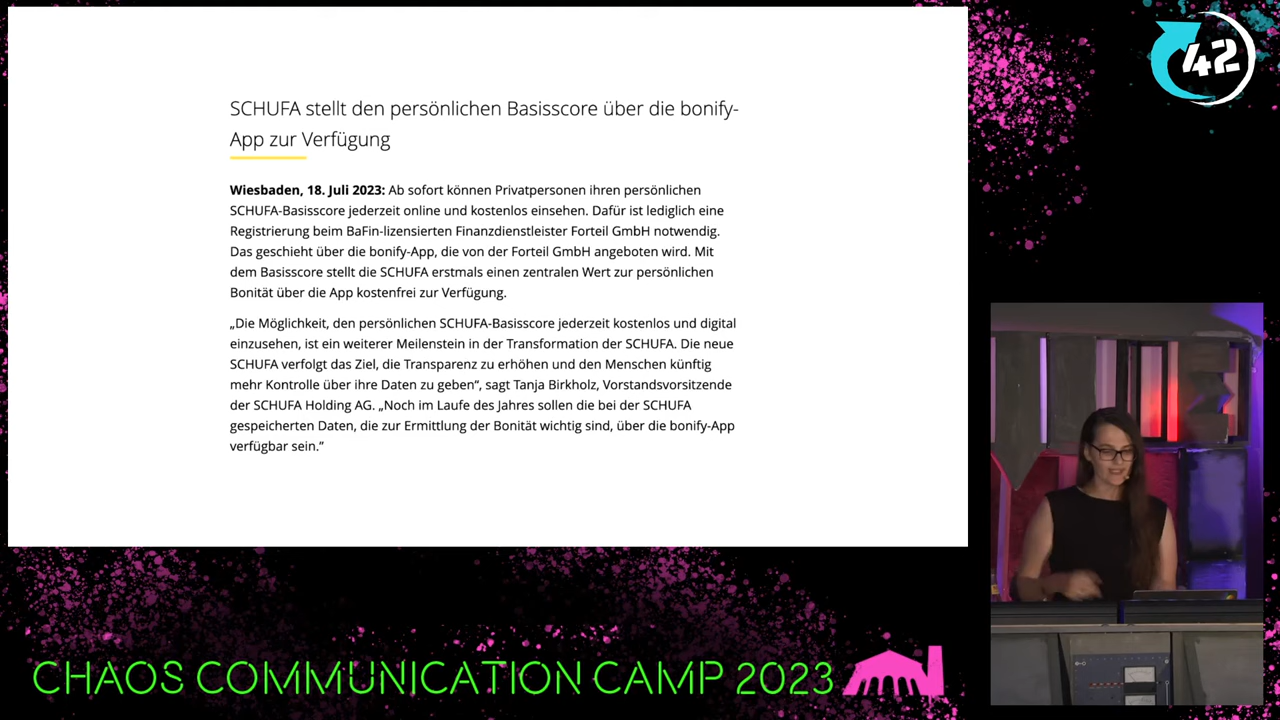 SCHUFA stellt den persönlichen Basisscore über die bonify-
App zur Verfügung
Wiesbaden, 18. Juli 2023: Ab sofort können Privatpersonen ihren persönlichen
SCHUFA-Basisscore jederzeit online und kostenlos einsehen. Dafür ist lediglich eine
Registrierung beim BaFin-lizensierten Finanzdienstleister Forteil GmbH notwendig.
Das geschieht über die bonify-App, die von der Forteil GmbH angeboten wird. Mit
dem Basisscore stellt die SCHUFA erstmals einen zentralen Wert zur persönlichen
Bonität über die App kostenfrei zur Verfügung.
„Die Möglichkeit, den persönlichen SCHUFA-Basisscore jederzeit kostenlos und digital
einzusehen, ist ein weiterer Meilenstein in der Transformation der SCHUFA. Die neue
SCHUFA verfolgt das Ziel, die Transparenz zu erhöhen und den Menschen künftig
mehr Kontrolle über ihre Daten zu geben“, sagt Tanja Birkholz, Vorstandsvorsitzende
der SCHUFA Holding AG. „Noch im Laufe des Jahres sollen die bei der SCHUFA
gespeicherten Daten, die zur Ermittlung der Bonität wichtig sind, über die bonify-App
verfügbar sein.”
42
CHAOS COMMUNICATION CAMP 2023